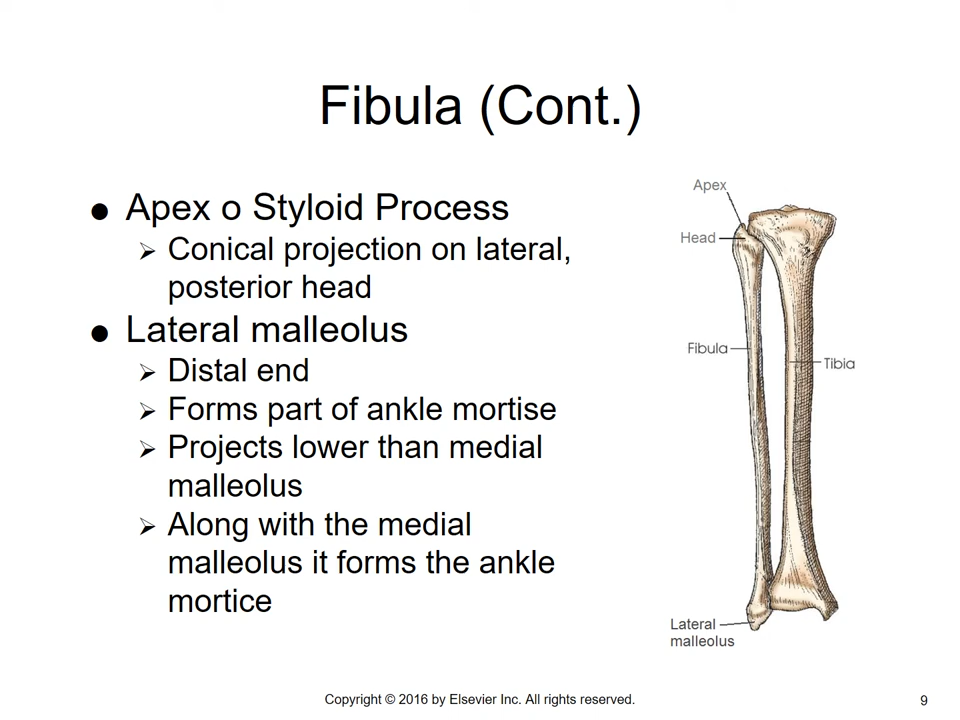 Fibula (Cont.)
● Apex o Styloid Process
➢ Conical projection on lateral,
posterior head
● Lateral malleolus
➢ Distal end
➢ Forms part of ankle mortise
➢ Projects lower than medial
malleolus
➢ Along with the medial
malleolus it forms the ankle
mortice
Apex
Head
Fibula
Tibia
Lateral
malleolus
Copyright © 2016 by Elsevier Inc. All rights reserved.
9